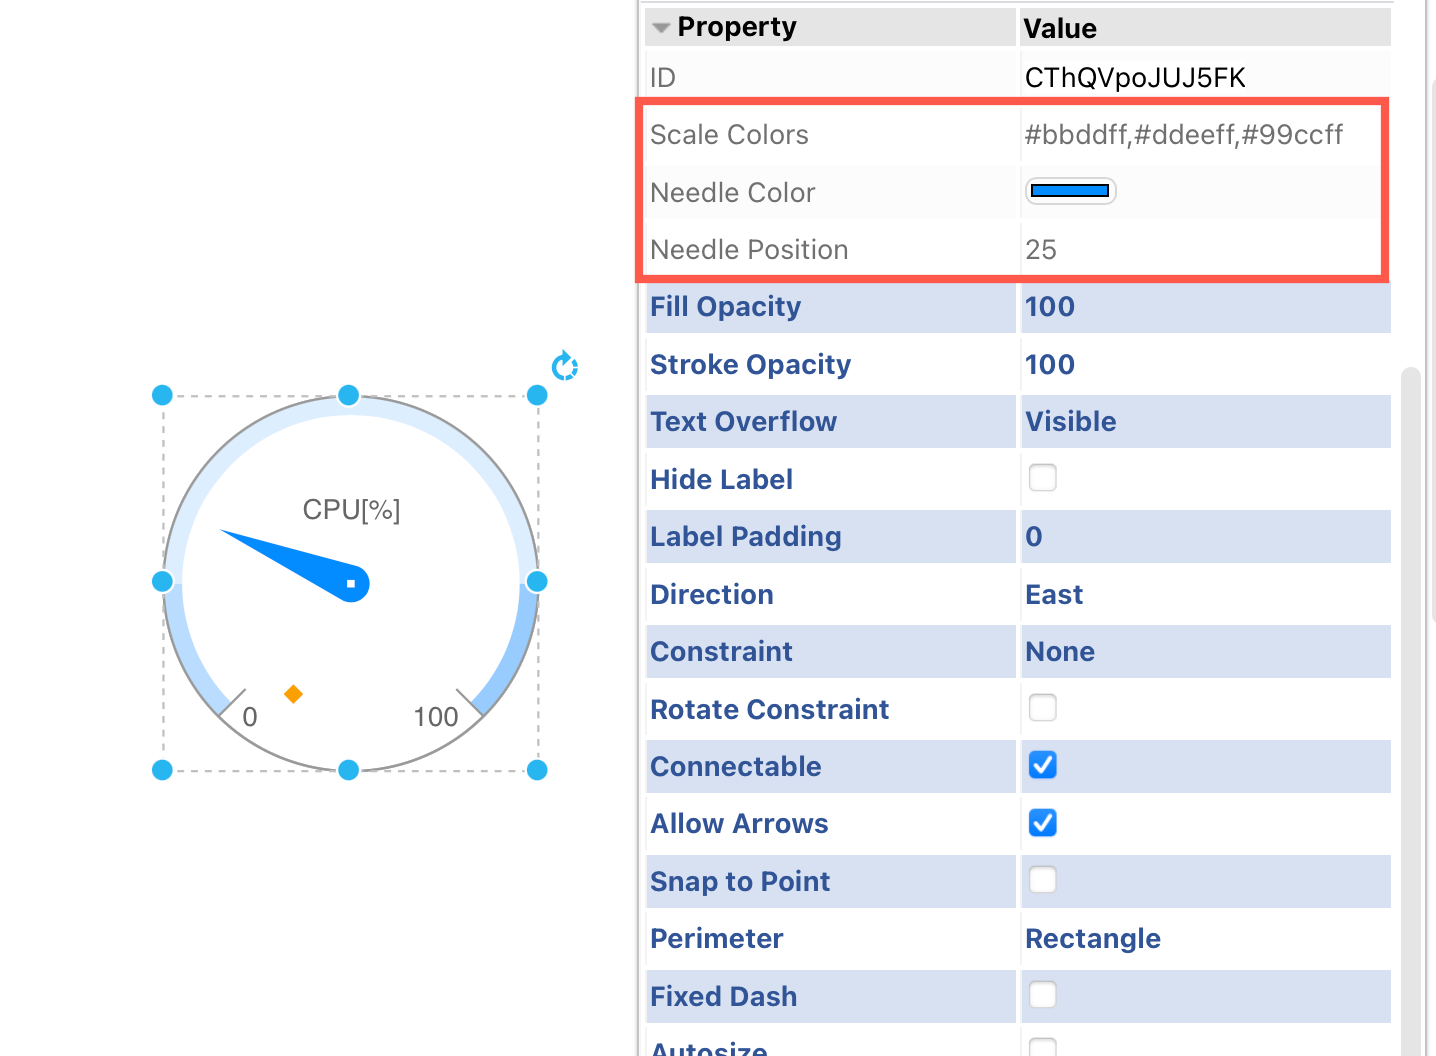 Property Value
ID CThQVpoJUJ5FK
Scale Colors #bbddff,#ddeeff,#99ccff
Needle Color
Needle Position 25
Fill Opacity 100
Stroke Opacity 100
Text Overflow Visible
Hide Label
Label Padding 0
Direction East
Constraint None
Rotate Constraint
Connectable
Allow Arrows
Snap to Point
Perimeter Rectangle
Fixed Dash
Autosize
CPU[%]
0 100